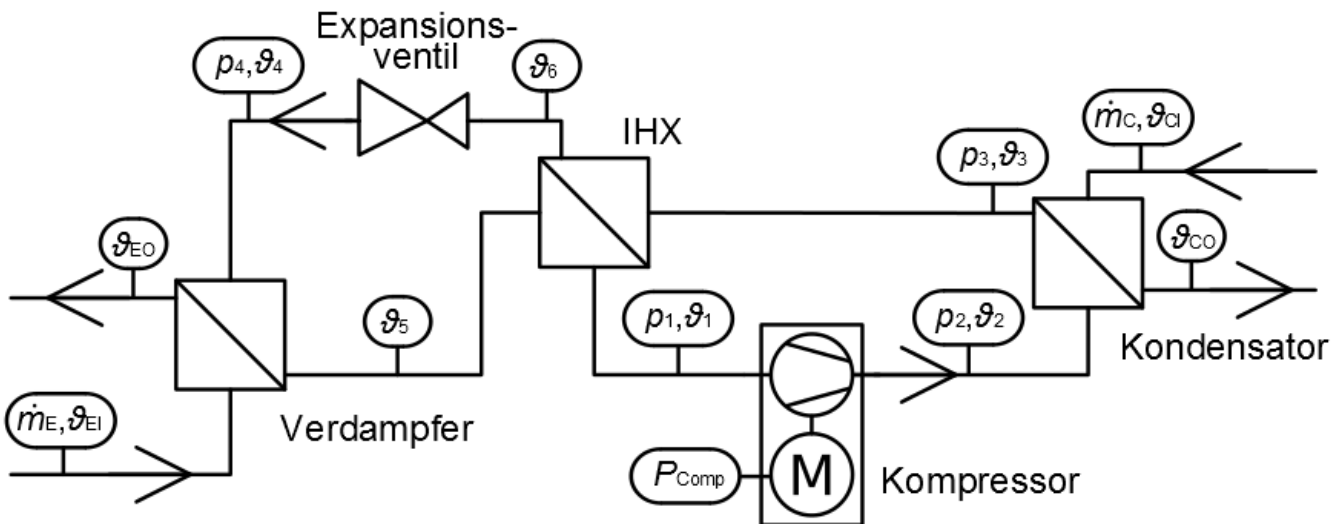 Expansions-
ventil
p4,ϑ4
ϑ6
IHX
ṁC,ϑCI
p3,ϑ3
ϑEO
ϑCO
ϑ5
p1,ϑ1
p2,ϑ2
Kondensator
ṁE,ϑEI
Verdampfer
PComp
M
Kompressor